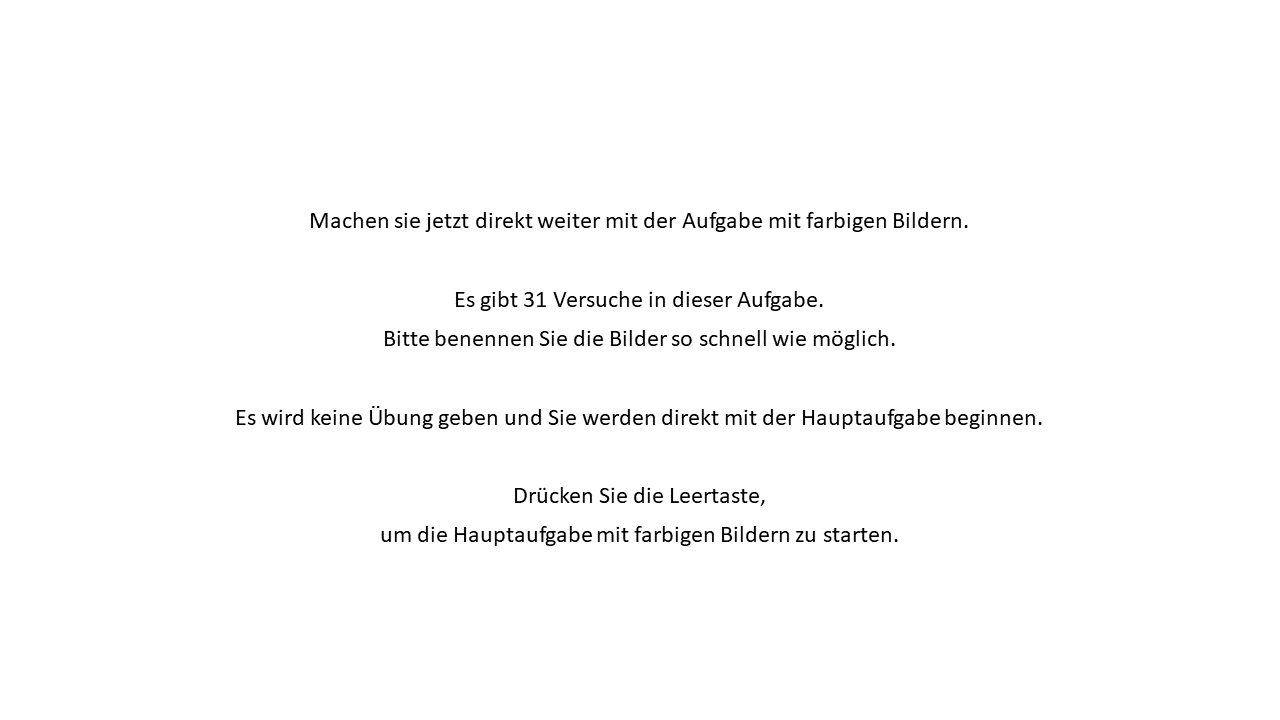 Machen sie jetzt direkt weiter mit der Aufgabe mit farbigen Bildern.
Es gibt 31 Versuche in dieser Aufgabe.
Bitte benennen Sie die Bilder so schnell wie möglich.
Es wird keine Übung geben und Sie werden direkt mit der Hauptaufgabe beginnen.
Drücken Sie die Leertaste,
um die Hauptaufgabe mit farbigen Bildern zu starten.